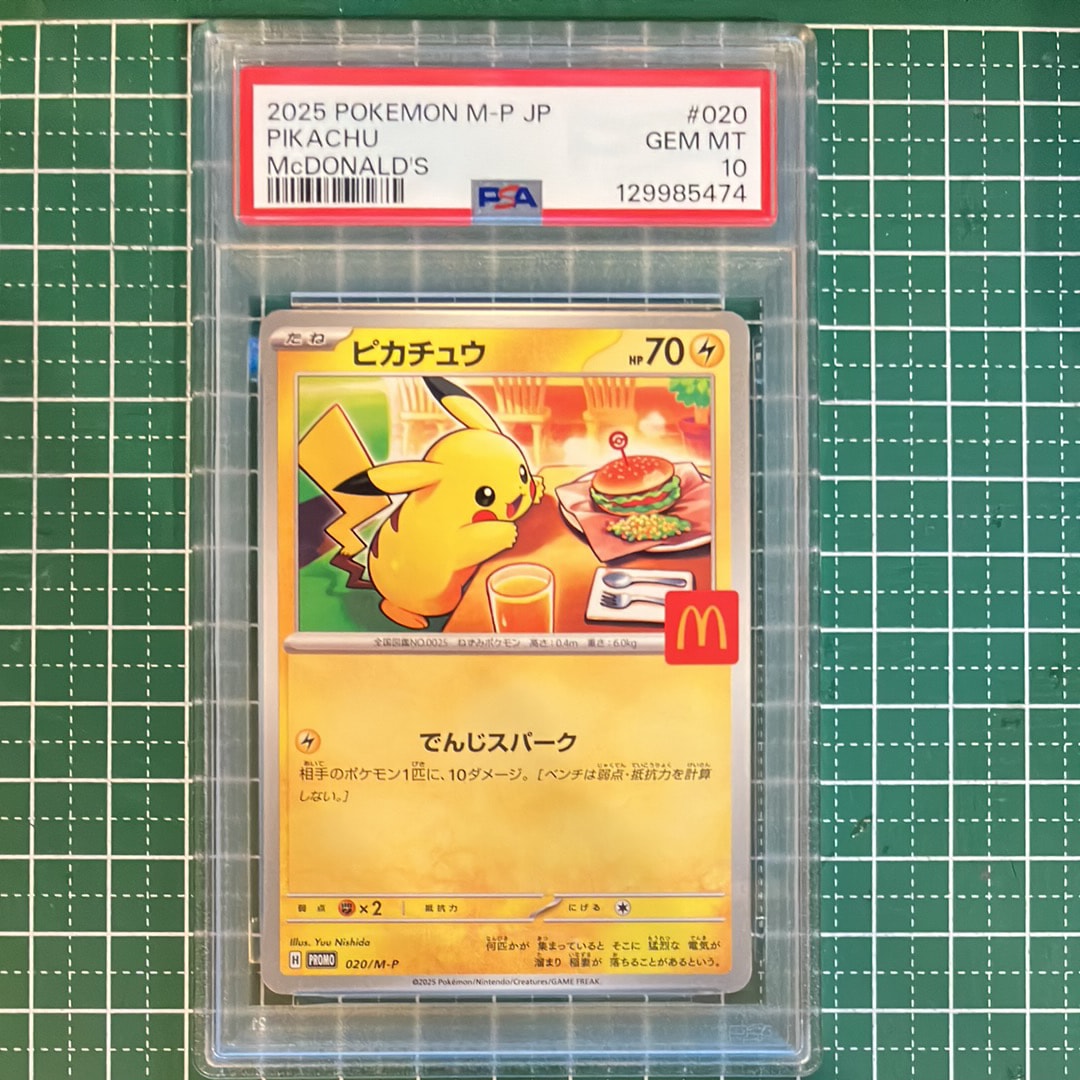 2025 POKEMON M-P JP #020
PIKACHU GEM MT
McDONALD'S 10
PSA 129985474
たね ピカチュウ HP70
全国図鑑NO.0025 ねずみポケモン 高さ:0.4m 重さ:6.0kg
M
でんじスパーク
相手のポケモン1匹に、10ダメージ。[ベンチは弱点・抵抗力を計算
しない。]
弱点 ×2 抵抗力 にげる
Illus. Yuu Nishida
何匹かが 集まっていると そこに 猛烈な 電気が
溜まり 稲妻が 落ちることがあるという。
H PROMO 020/M-P
©2025 Pokémon/Nintendo/Creatures/GAME FREAK.